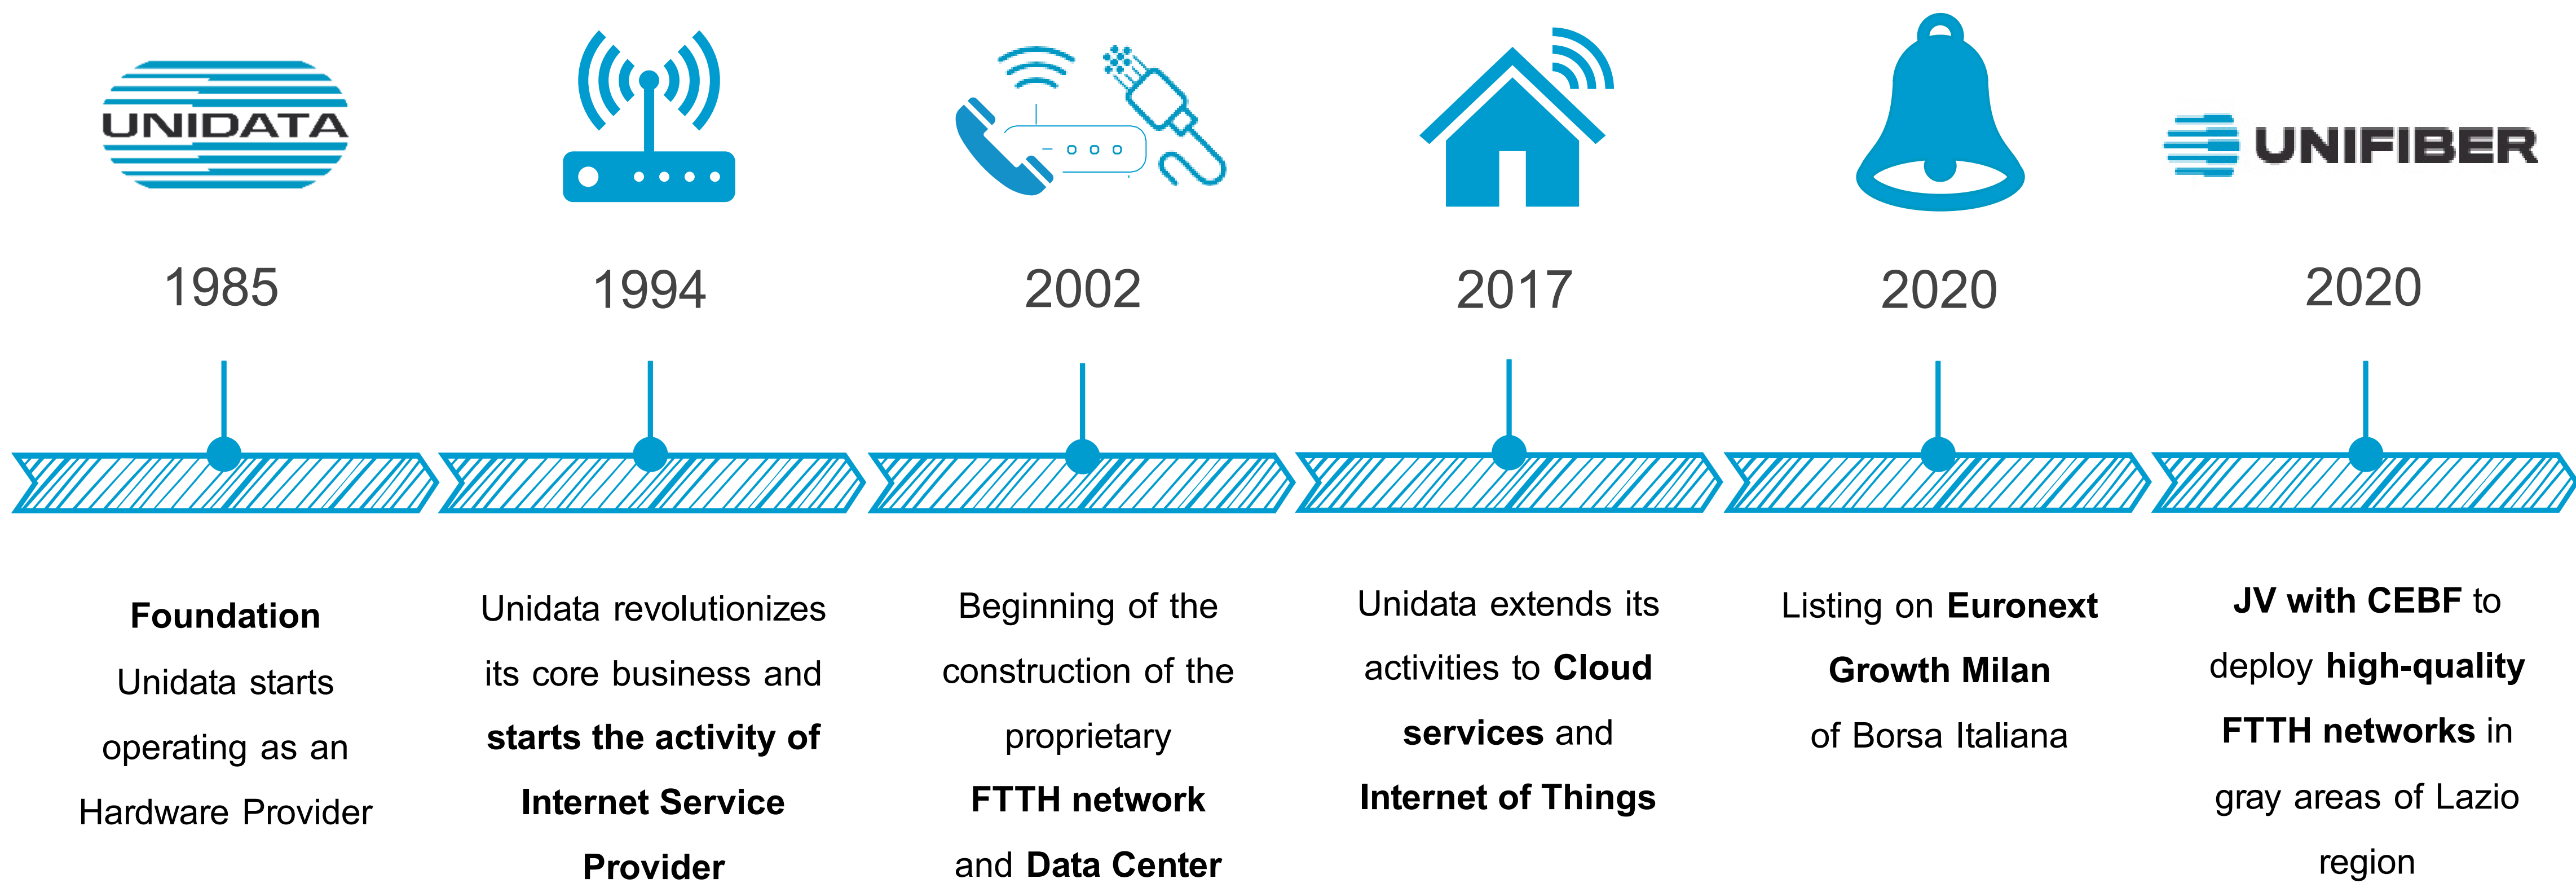 UNIDATA
UNIFIBER
1985
1994
2002
2017
2020
2020
Foundation
Unidata starts
operating as an
Hardware Provider
Unidata revolutionizes
its core business and
starts the activity of
Internet Service
Provider
Beginning of the
construction of the
proprietary
FTTH network
and Data Center
Unidata extends its
activities to Cloud
services and
Internet of Things
Listing on Euronext
Growth Milan
of Borsa Italiana
JV with CEBF to
deploy high-quality
FTTH networks in
gray areas of Lazio
region